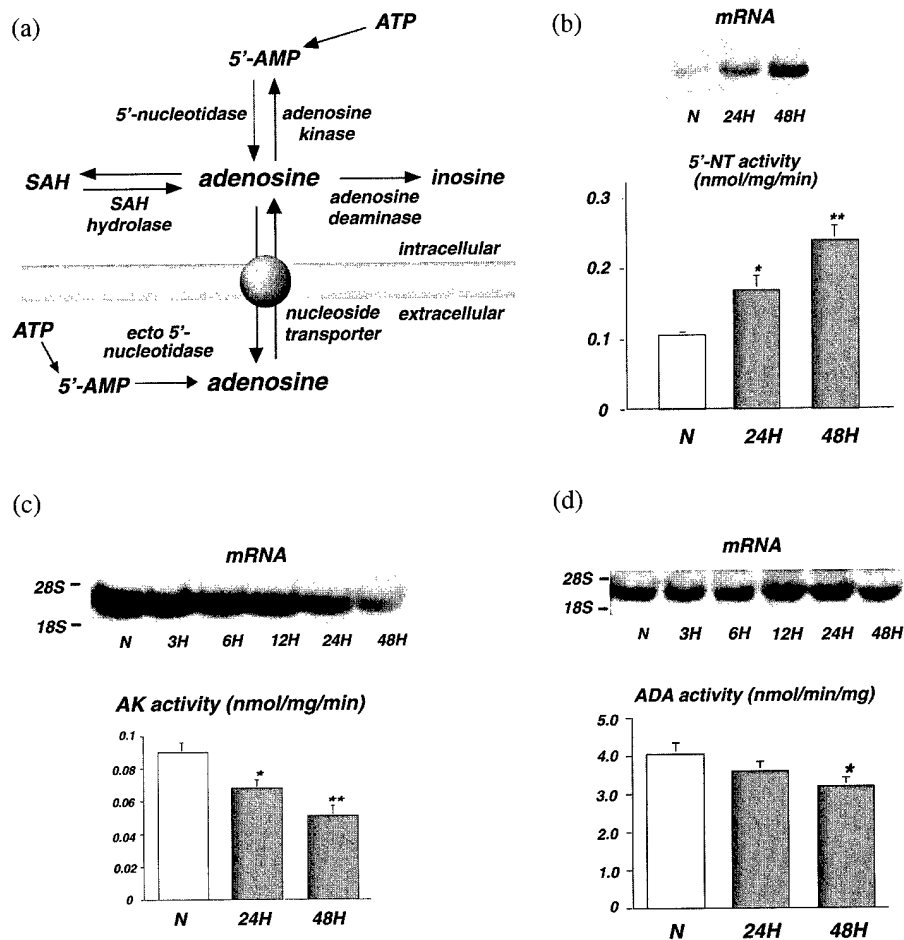 (a)
ATP
5'-AMP
5'-nucleotidase
adenosine
kinase
SAH
adenosine
inosine
SAH
hydrolase
adenosine
deaminase
intracellular
nucleoside
transporter
extracellular
ATP
ecto 5'-
nucleotidase
5'-AMP
adenosine
(b)
mRNA
N 24H 48H
5'-NT activity
(nmol/mg/min)
0.3
0.2
0.1
0
*
**
N 24H 48H
(c)
mRNA
28S
18S
N 3H 6H 12H 24H 48H
AK activity (nmol/mg/min)
0.1
0.08
0.06
0.04
0.02
0
*
**
N 24H 48H
(d)
mRNA
28S
18S
N 3H 6H 12H 24H 48H
ADA activity (nmol/min/mg)
5.0
4.0
3.0
2.0
1.0
0
*
N 24H 48H